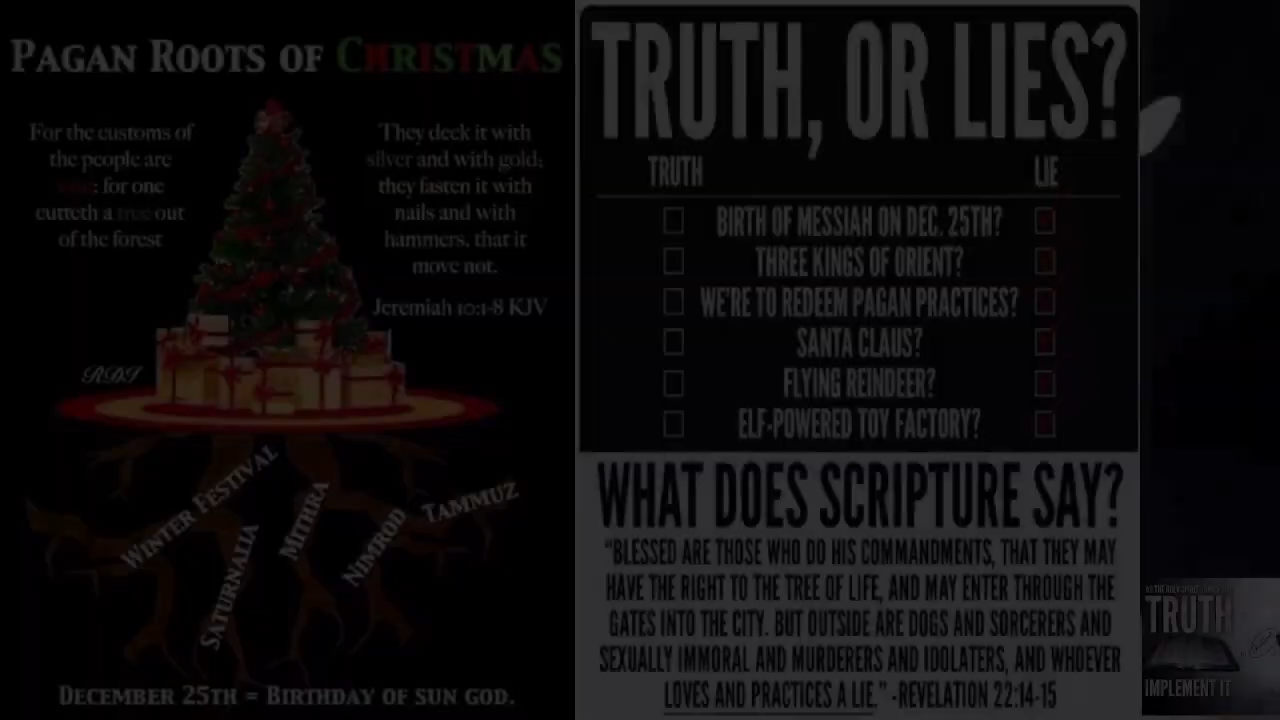 PAGAN ROOTS OF CHRISTMAS
For the customs of
the people are
vain: for one
cutteth a tree out
of the forest
They deck it with
silver and with gold;
they fasten it with
nails and with
hammers, that it
move not.
Jeremiah 10:1-8 KJV
RDI
WINTER FESTIVAL
SATURNALIA
MITHRA
NIMROD
TAMMUZ
DECEMBER 25TH = BIRTHDAY OF SUN GOD.
TRUTH, OR LIES?
TRUTH LIE
BIRTH OF MESSIAH ON DEC. 25TH?
THREE KINGS OF ORIENT?
WE'RE TO REDEEM PAGAN PRACTICES?
SANTA CLAUS?
FLYING REINDEER?
ELF-POWERED TOY FACTORY?
WHAT DOES SCRIPTURE SAY?
"BLESSED ARE THOSE WHO DO HIS COMMANDMENTS, THAT THEY MAY
HAVE THE RIGHT TO THE TREE OF LIFE, AND MAY ENTER THROUGH THE
GATES INTO THE CITY. BUT OUTSIDE ARE DOGS AND SORCERERS AND
SEXUALLY IMMORAL AND MURDERERS AND IDOLATERS, AND WHOEVER
LOVES AND PRACTICES A LIE." -REVELATION 22:14-15
THE HOLY SPIRIT
TRUTH
IMPLEMENT IT